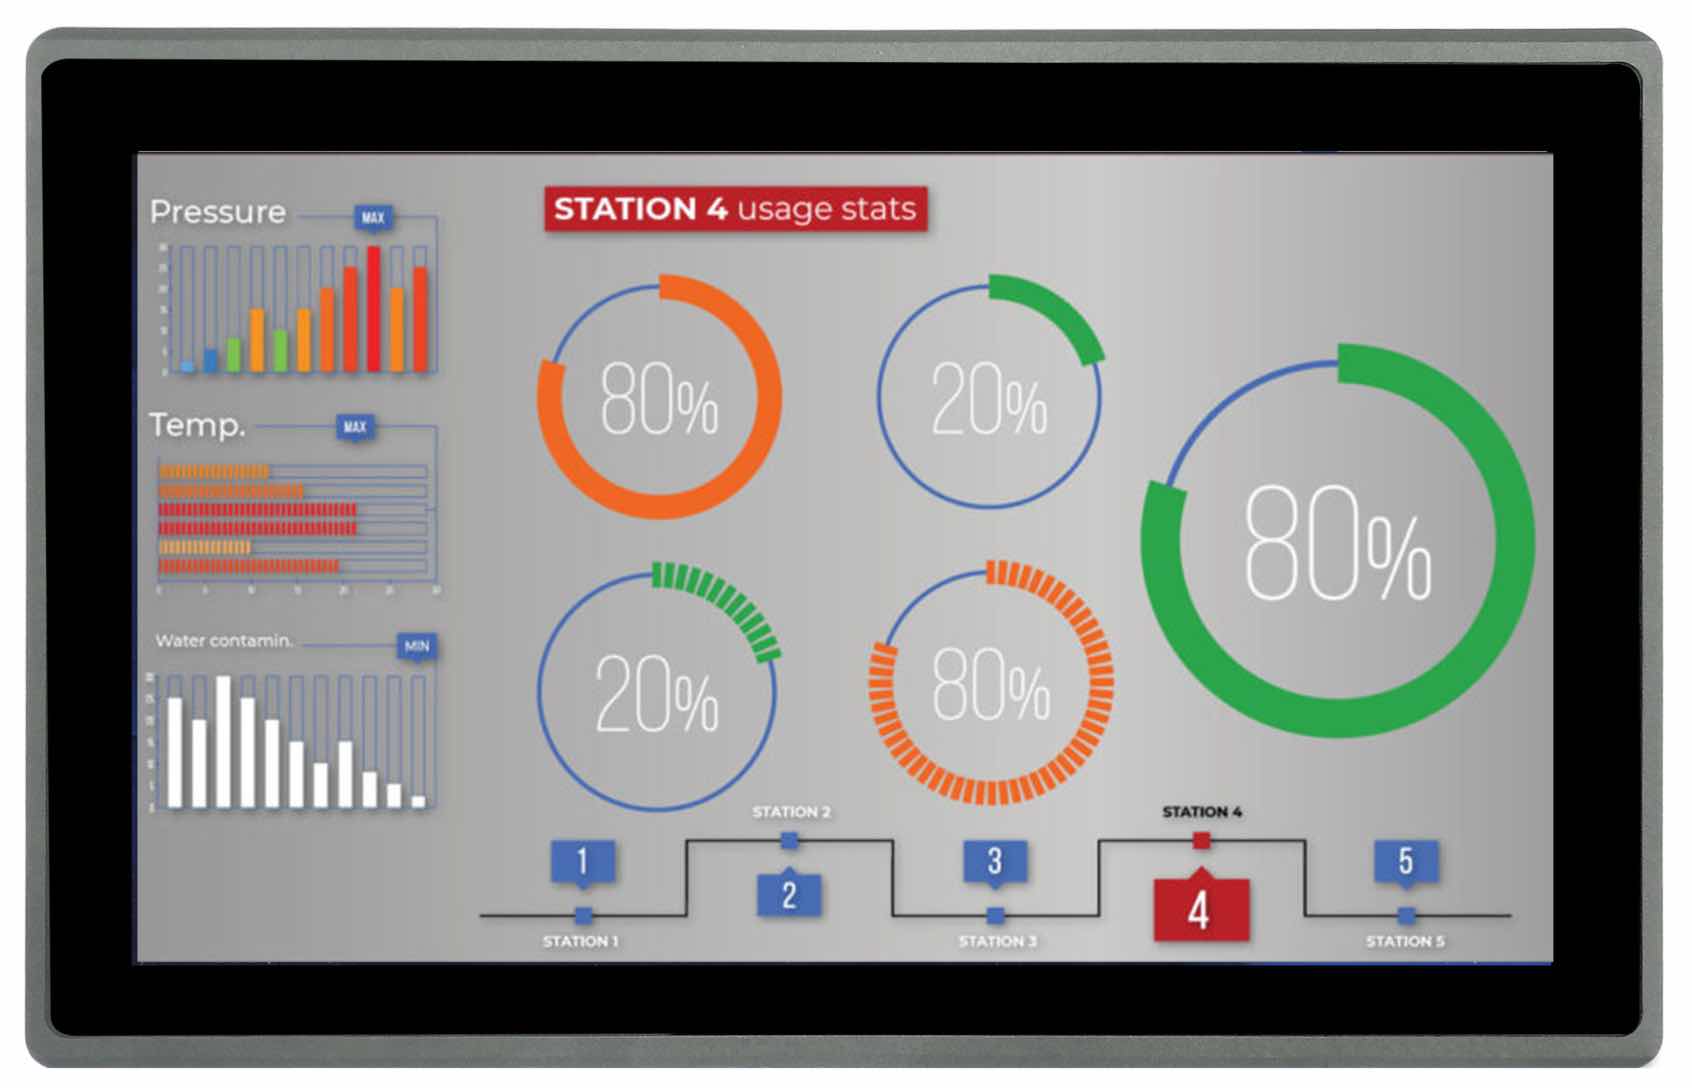 Pressure
MAX
STATION 4 usage stats
80%
20%
80%
Temp.
MAX
20%
80%
Water contamin.
MIN
STATION 2
STATION 4
1
3
5
2
4
STATION 1
STATION 3
STATION 5